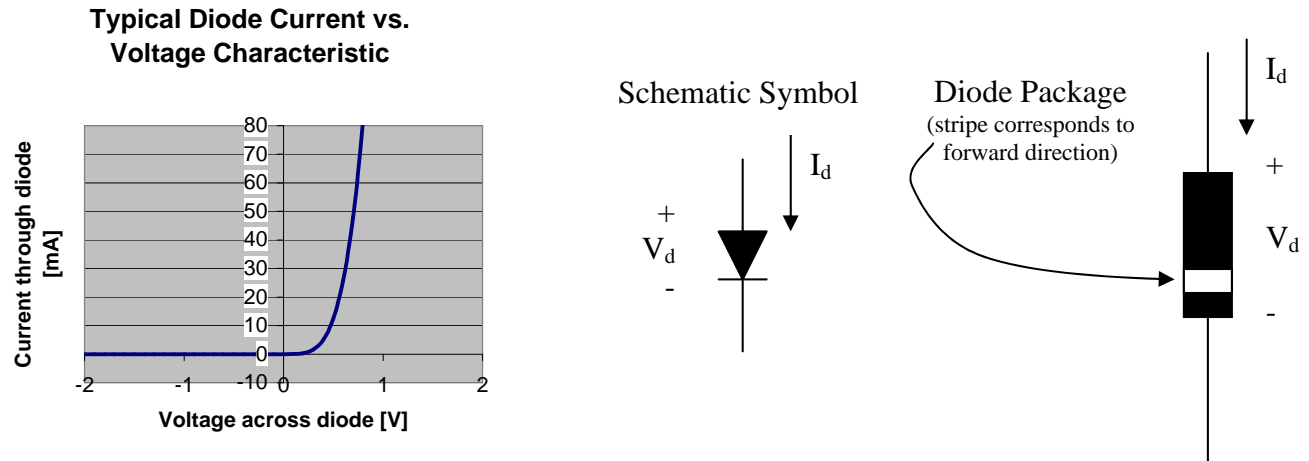 Typical Diode Current vs.
Voltage Characteristic
Current through diode
[mA]
80
70
60
50
40
30
20
10
0
-10
-2
-1
0
1
2
Voltage across diode [V]
Schematic Symbol
I_d
+
V_d
-
Diode Package
(stripe corresponds to
forward direction)
I_d
+
V_d
-